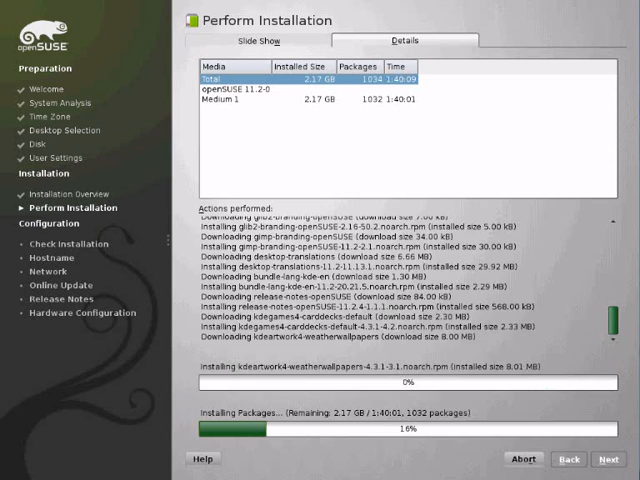 openSUSE
Preparation
Welcome
System Analysis
Time Zone
Desktop Selection
Disk
User Settings
Installation
Installation Overview
Perform Installation
Configuration
Check Installation
Hostname
Network
Online Update
Release Notes
Hardware Configuration
Perform Installation
Slide Show
Details
Media Installed Size Packages Time
Total 2.17 GB 1034 1:40:09
openSUSE 11.2-0
Medium 1 2.17 GB 1032 1:40:01
Actions performed:
Downloading glib2-branding-openSUSE (download size 7.00 kB)
Installing glib2-branding-openSUSE-2.16-50.2.noarch.rpm (installed size 5.00 kB)
Downloading gimp-branding-openSUSE (download size 34.00 kB)
Installing gimp-branding-openSUSE-11.2-2.1.noarch.rpm (installed size 30.00 kB)
Downloading desktop-translations (download size 6.66 MB)
Installing desktop-translations-11.2-11.13.1.noarch.rpm (installed size 29.92 MB)
Downloading bundle-lang-kde-en (download size 1.30 MB)
Installing bundle-lang-kde-en-11.2-20.21.5.noarch.rpm (installed size 2.29 MB)
Downloading release-notes-openSUSE (download size 84.00 kB)
Installing release-notes-openSUSE-11.2.4-1.1.1.noarch.rpm (installed size 568.00 kB)
Downloading kdegames4-carddecks-default (download size 2.30 MB)
Installing kdegames4-carddecks-default-4.3.1-4.2.noarch.rpm (installed size 2.33 MB)
Downloading kdeartwork4-weatherwallpapers (download size 8.00 MB)
Installing kdeartwork4-weatherwallpapers-4.3.1-3.1.noarch.rpm (installed size 8.01 MB)
0%
Installing Packages... (Remaining: 2.17 GB / 1:40:01, 1032 packages)
16%
Help
Abort
Back
Next